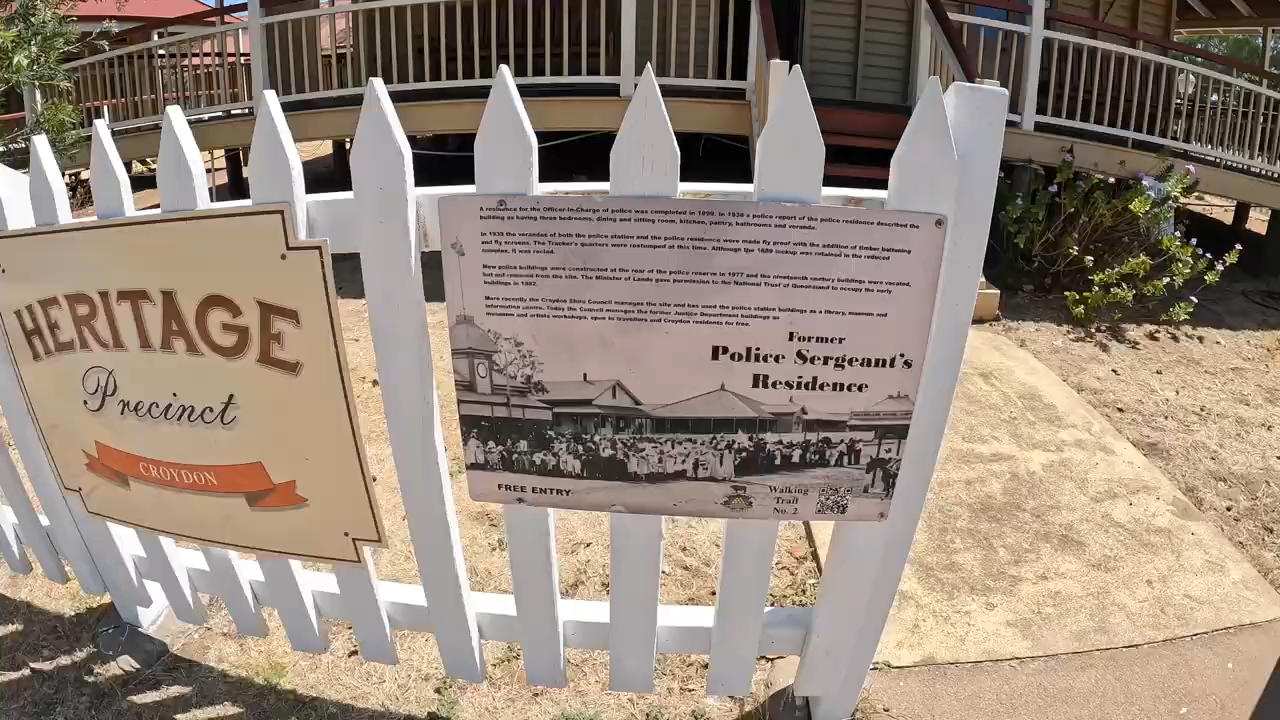 HERITAGE
Precinct
CROYDON
A residence for the Officer-in-Charge of police was completed in 1899. In 1938 a police report of the police residence described the
building as having three bedrooms, dining and sitting room, kitchen, pantry, bathrooms and veranda.
In 1939 the verandas of both the police station and the police residence were made fly proof with the addition of timber battening
and fly screens. The Tracker's quarters were restumped at this time. Although the 1889 lockup was retained in the reduced
complex, it was
New police buildings were constructed at the rear of the police reserve in 1977 and the nineteenth century buildings were vacated,
but not removed from the site. The Minister of Lands gave permission to the National Trust of Queensland to occupy the early
buildings in 1982.
More recently the Croydon Shire Council manages the site and has used the police station buildings as a library, museum and
information centre. Today the Council manages the former Justice Department buildings as
museums and artists workshops, open to travellers and Croydon residents for free.
Former
Police Sergeant's
Residence
FREE ENTRY
Walking
Trail
No. 2